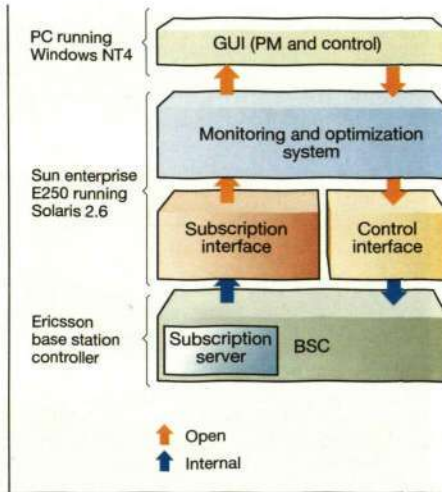 PC running
Windows NT4
GUI (PM and control)
Monitoring and optimization
system
Sun enterprise
E250 running
Solaris 2.6
Subscription
interface
Control
interface
Ericsson
base station
controller
Subscription
server
BSC
Open
Internal